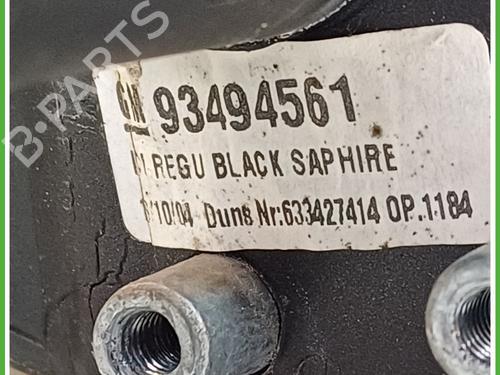 B-PARTS
GM 93494561
REGU BLACK SAPHIRE
/10/04 Duns Nr:633427414 OP.1184